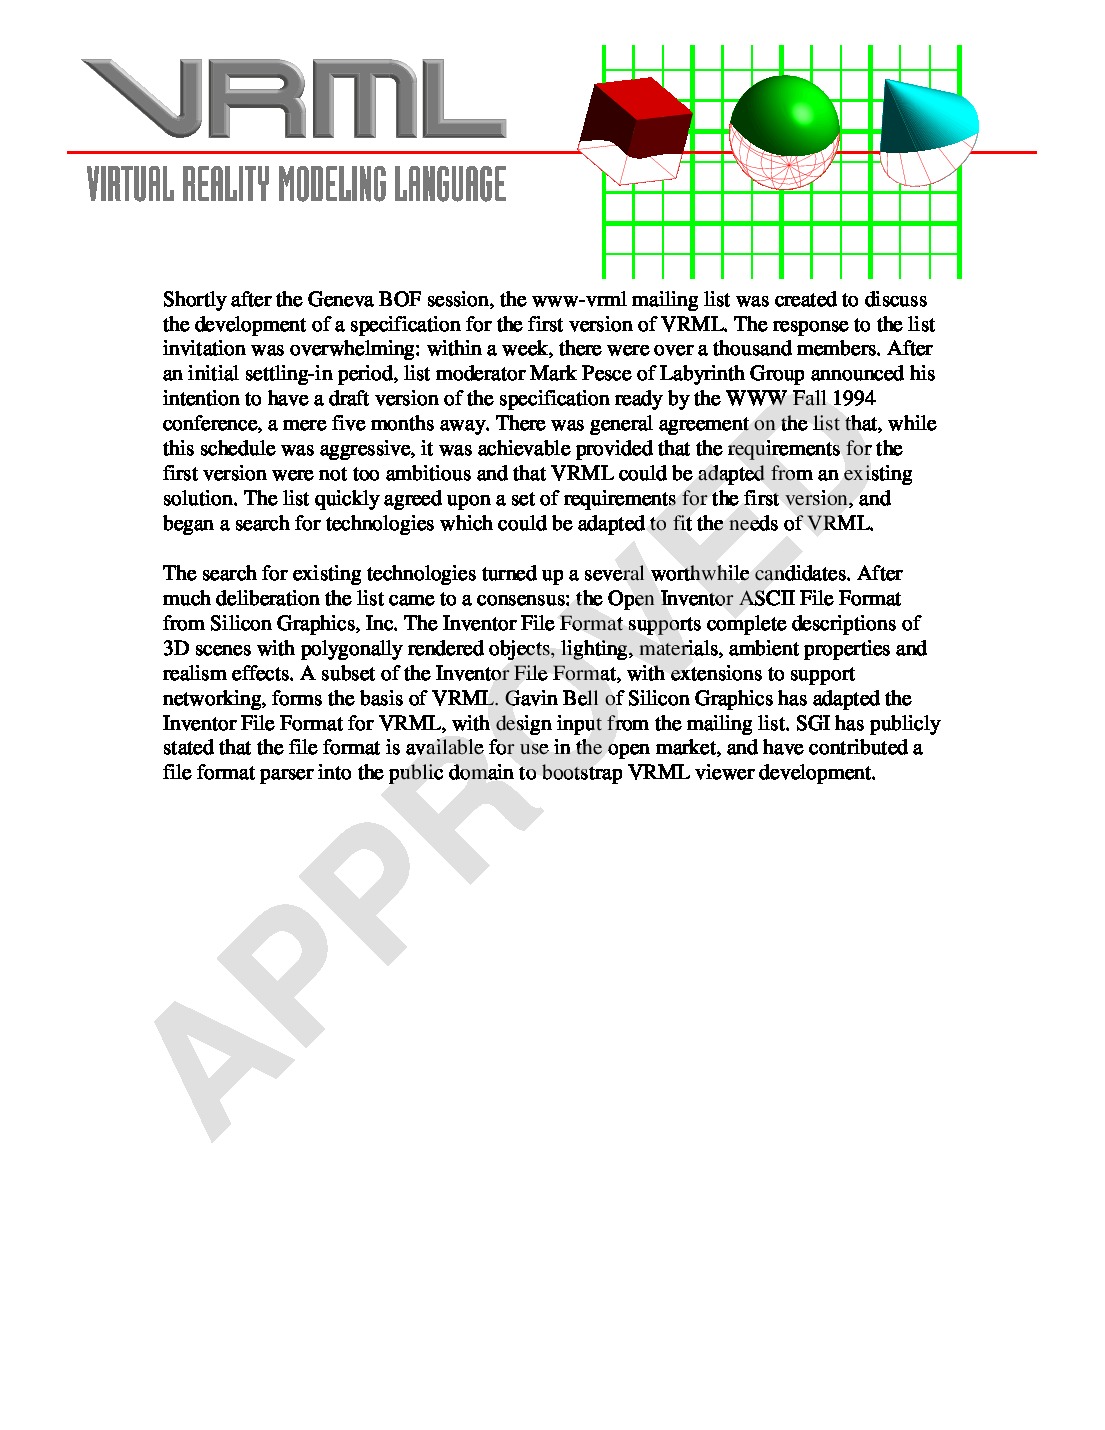 VRML
VIRTUAL REALITY MODELING LANGUAGE
Shortly after the Geneva BOF session, the www-vrml mailing list was created to discuss
the development of a specification for the first version of VRML. The response to the list
invitation was overwhelming: within a week, there were over a thousand members. After
an initial settling-in period, list moderator Mark Pesce of Labyrinth Group announced his
intention to have a draft version of the specification ready by the WWW Fall 1994
conference, a mere five months away. There was general agreement on the list that, while
this schedule was aggressive, it was achievable provided that the requirements for the
first version were not too ambitious and that VRML could be adapted from an existing
solution. The list quickly agreed upon a set of requirements for the first version, and
began a search for technologies which could be adapted to fit the needs of VRML.
The search for existing technologies turned up a several worthwhile candidates. After
much deliberation the list came to a consensus: the Open Inventor ASCII File Format
from Silicon Graphics, Inc. The Inventor File Format supports complete descriptions of
3D scenes with polygonally rendered objects, lighting, materials, ambient properties and
realism effects. A subset of the Inventor File Format, with extensions to support
networking, forms the basis of VRML. Gavin Bell of Silicon Graphics has adapted the
Inventor File Format for VRML, with design input from the mailing list. SGI has publicly
stated that the file format is available for use in the open market, and have contributed a
file format parser into the public domain to bootstrap VRML viewer development.
APPROVED